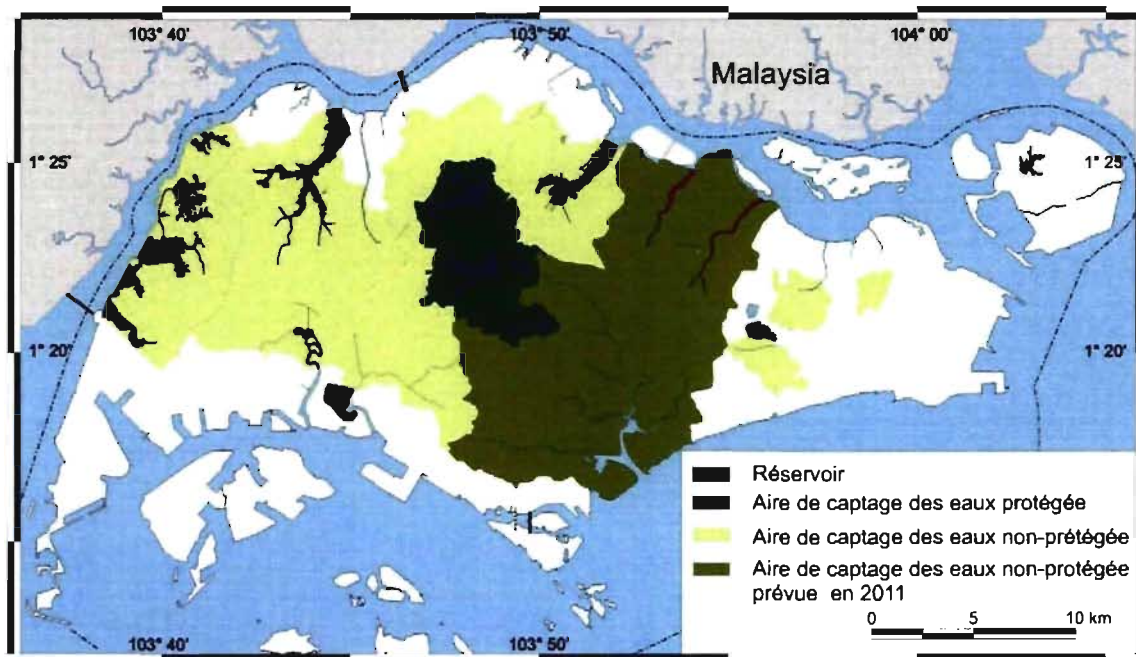 103° 40'
103° 50'
104° 00'
Malaysia
1° 25'
1° 25'
1° 20'
1° 20'
Réservoir
Aire de captage des eaux protégée
Aire de captage des eaux non-prétégée
Aire de captage des eaux non-protégée
prévue en 2011
0 5 10 km
103° 40'
103° 50'